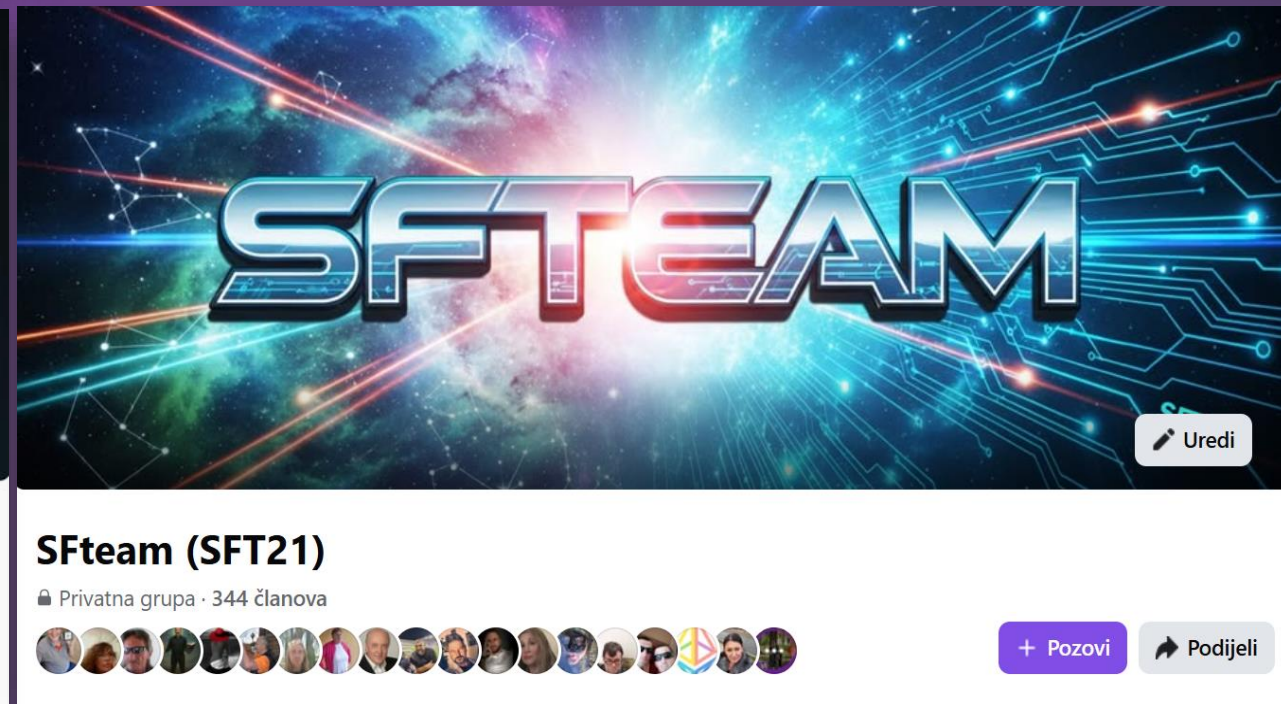 SFTEAM
Uredi
SFteam (SFT21)
Privatna grupa · 344 članova
+ Pozovi
Podijeli